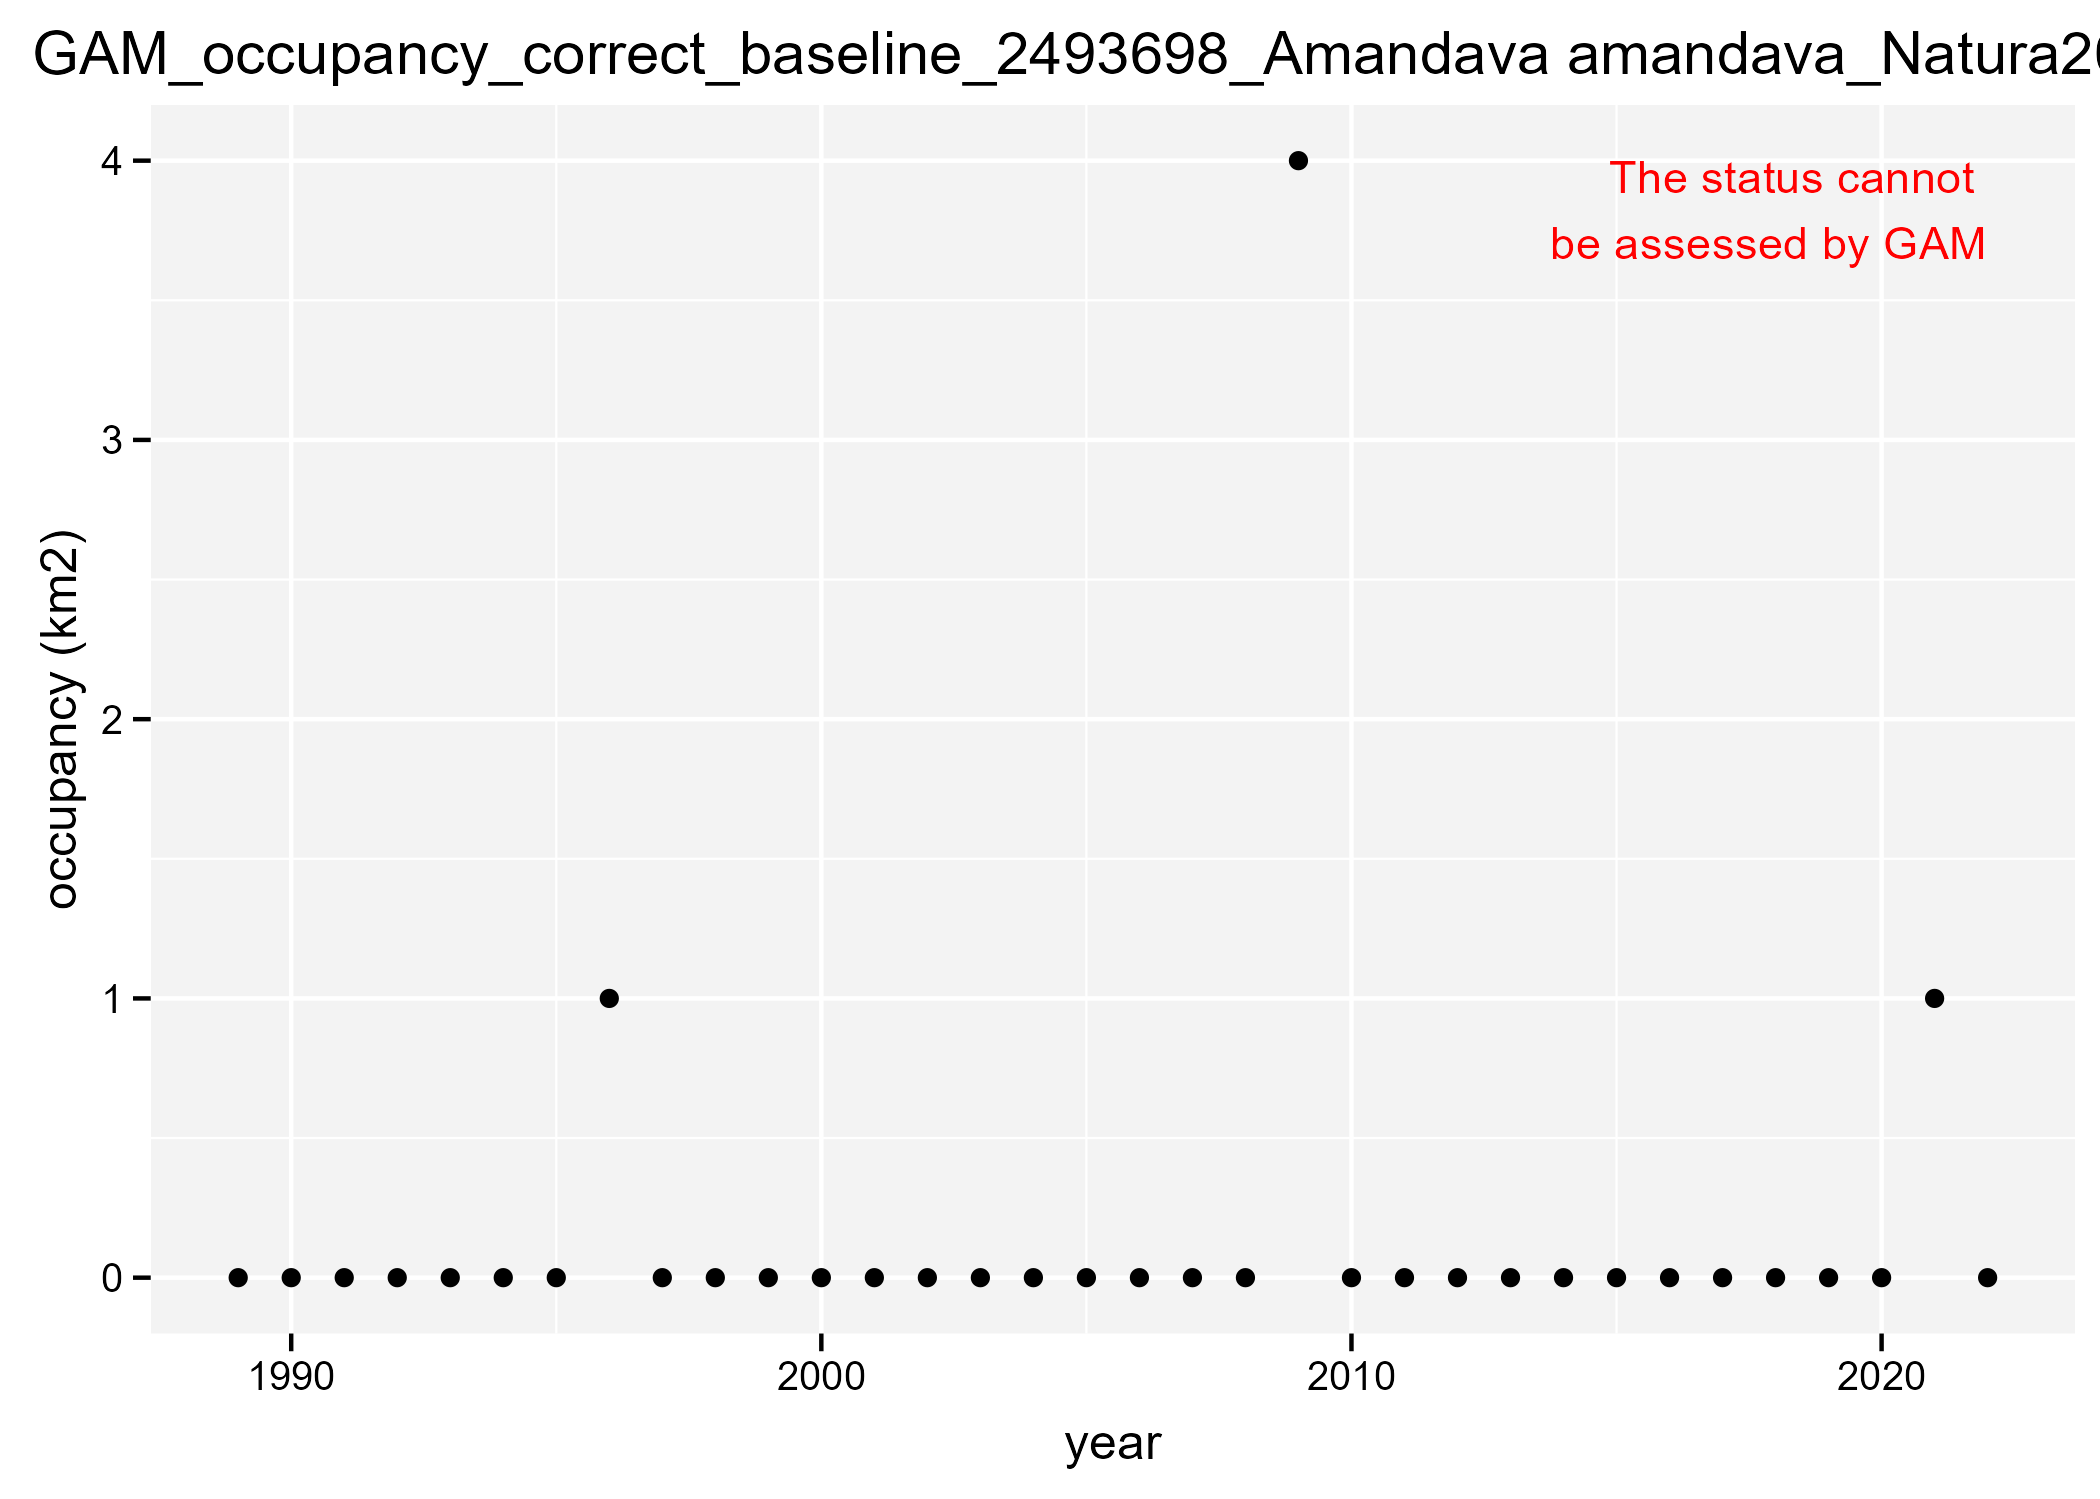 GAM_occupancy_correct_baseline_2493698_Amandava amandava_Natura20
The status cannot
be assessed by GAM
4
3
2
1
0
occupancy (km2)
1990 2000 2010 2020
year